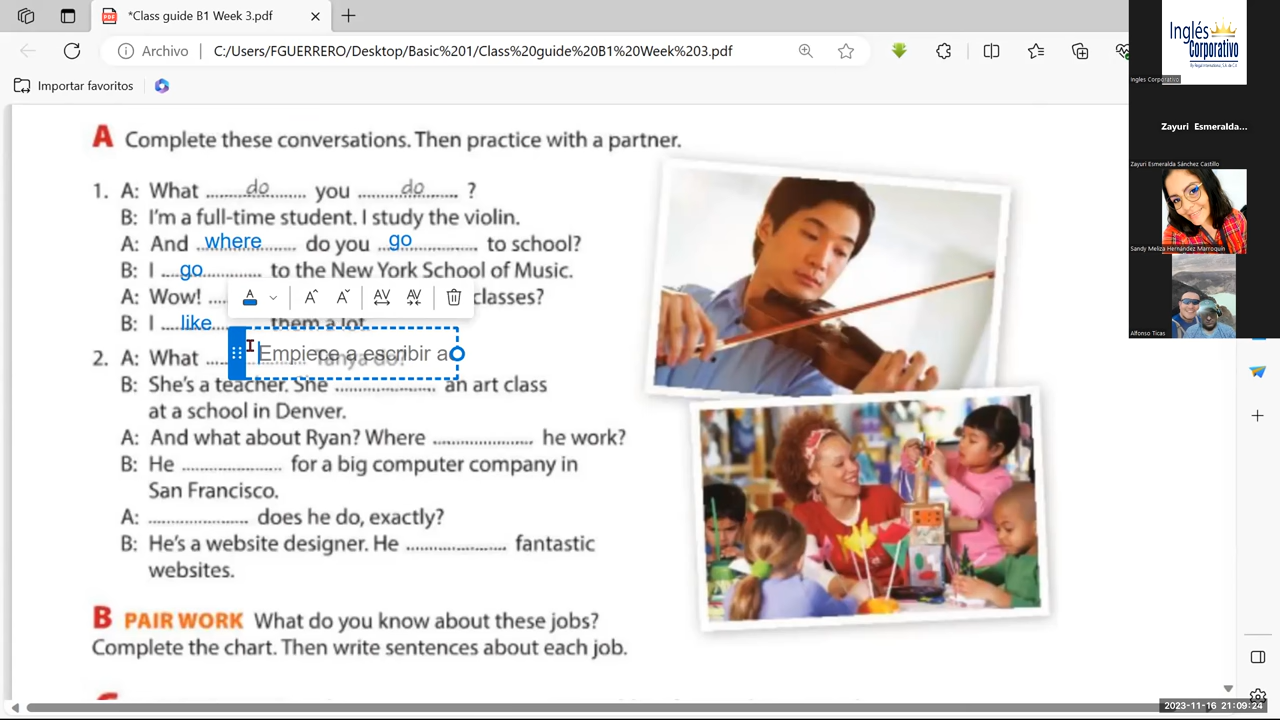 *Class guide B1 Week 3.pdf
Archivo C:/Users/FGUERRERO/Desktop/Basic%201/Class%20guide%20B1%20Week%203.pdf
Importar favoritos
Inglés
Corporativo
Ingles Corporativo
Zayuri Esmeralda...
Zayuri Esmeralda Sánchez Castillo
Sandy Meliza Hernández Marroquin
Alfonso Ticas
A Complete these conversations. Then practice with a partner.
1. A: What do you do ?
B: I'm a full-time student. I study the violin.
A: And where do you go to school?
B: I go to the New York School of Music.
A: Wow! classes?
B: I like them a lot
Empiece a escribir a
2. A: What Tanya do?
B: She's a teacher. She an art class
at a school in Denver.
A: And what about Ryan? Where he work?
B: He for a big computer company in
San Francisco.
A: does he do, exactly?
B: He's a website designer. He fantastic
websites.
B PAIR WORK What do you know about these jobs?
Complete the chart. Then write sentences about each job.
2023-11-16 21:09:24